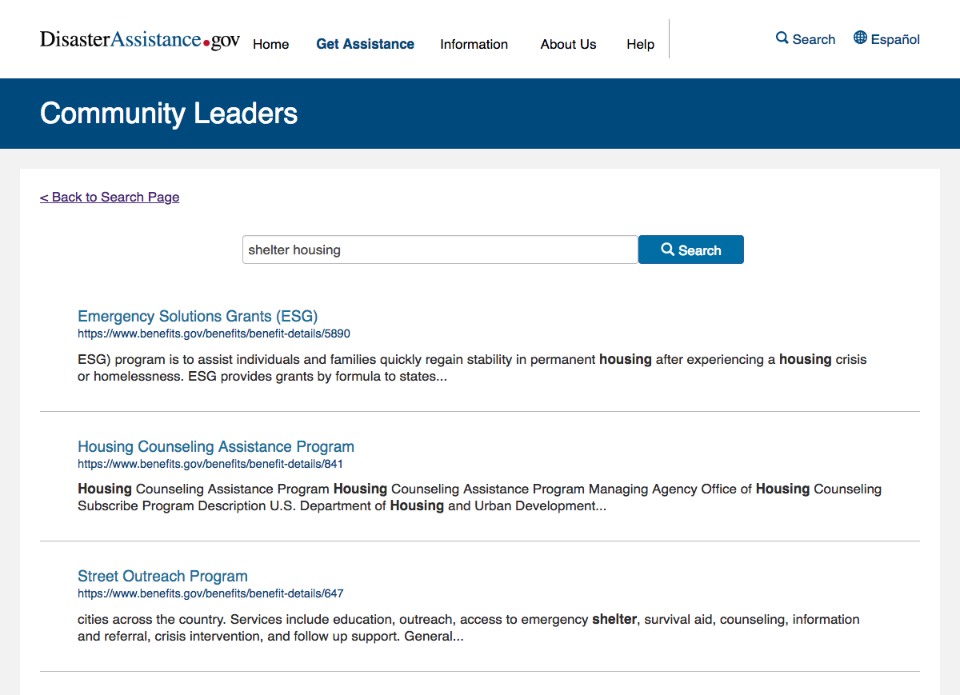 DisasterAssistance.gov Home Get Assistance Information About Us Help Search Español
Community Leaders
< Back to Search Page
shelter housing Search
Emergency Solutions Grants (ESG)
https://www.benefits.gov/benefits/benefit-details/5890
ESG) program is to assist individuals and families quickly regain stability in permanent housing after experiencing a housing crisis
or homelessness. ESG provides grants by formula to states...
Housing Counseling Assistance Program
https://www.benefits.gov/benefits/benefit-details/841
Housing Counseling Assistance Program Housing Counseling Assistance Program Managing Agency Office of Housing Counseling
Subscribe Program Description U.S. Department of Housing and Urban Development...
Street Outreach Program
https://www.benefits.gov/benefits/benefit-details/647
cities across the country. Services include education, outreach, access to emergency shelter, survival aid, counseling, information
and referral, crisis intervention, and follow up support. General...